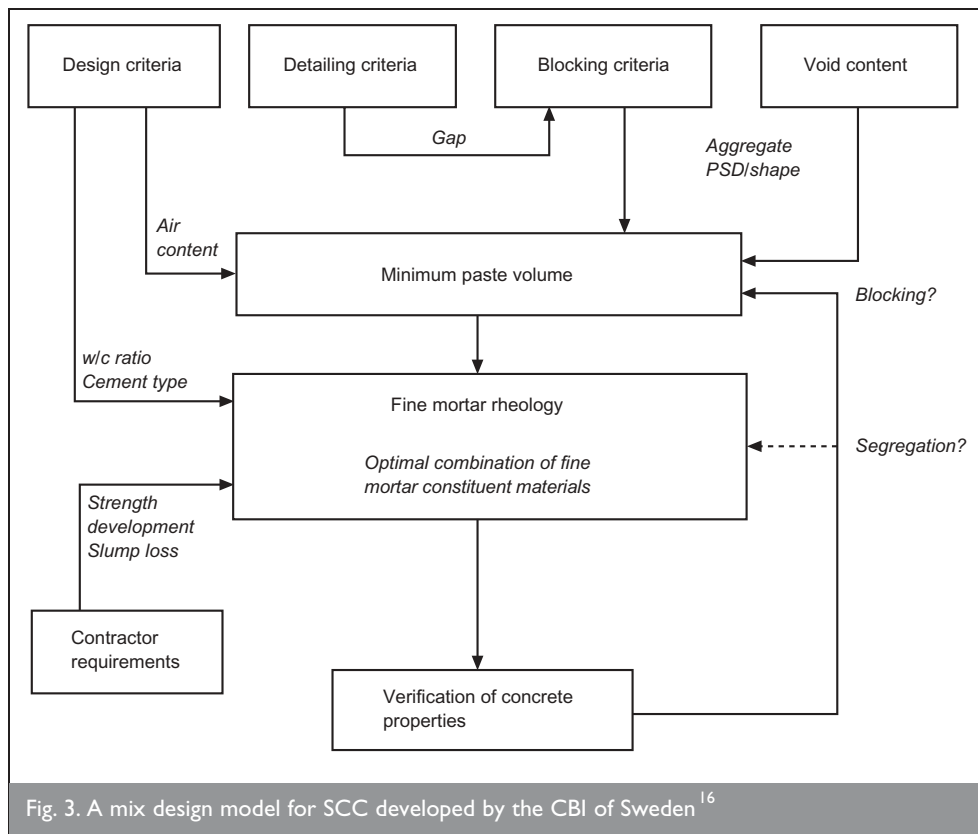 Design criteria
Detailing criteria
Blocking criteria
Void content
Gap
Aggregate
PSD/shape
Air
content
Minimum paste volume
Blocking?
w/c ratio
Cement type
Fine mortar rheology
Optimal combination of fine
mortar constituent materials
Segregation?
Strength
development
Slump loss
Contractor
requirements
Verification of concrete
properties
Fig. 3. A mix design model for SCC developed by the CBI of Sweden16